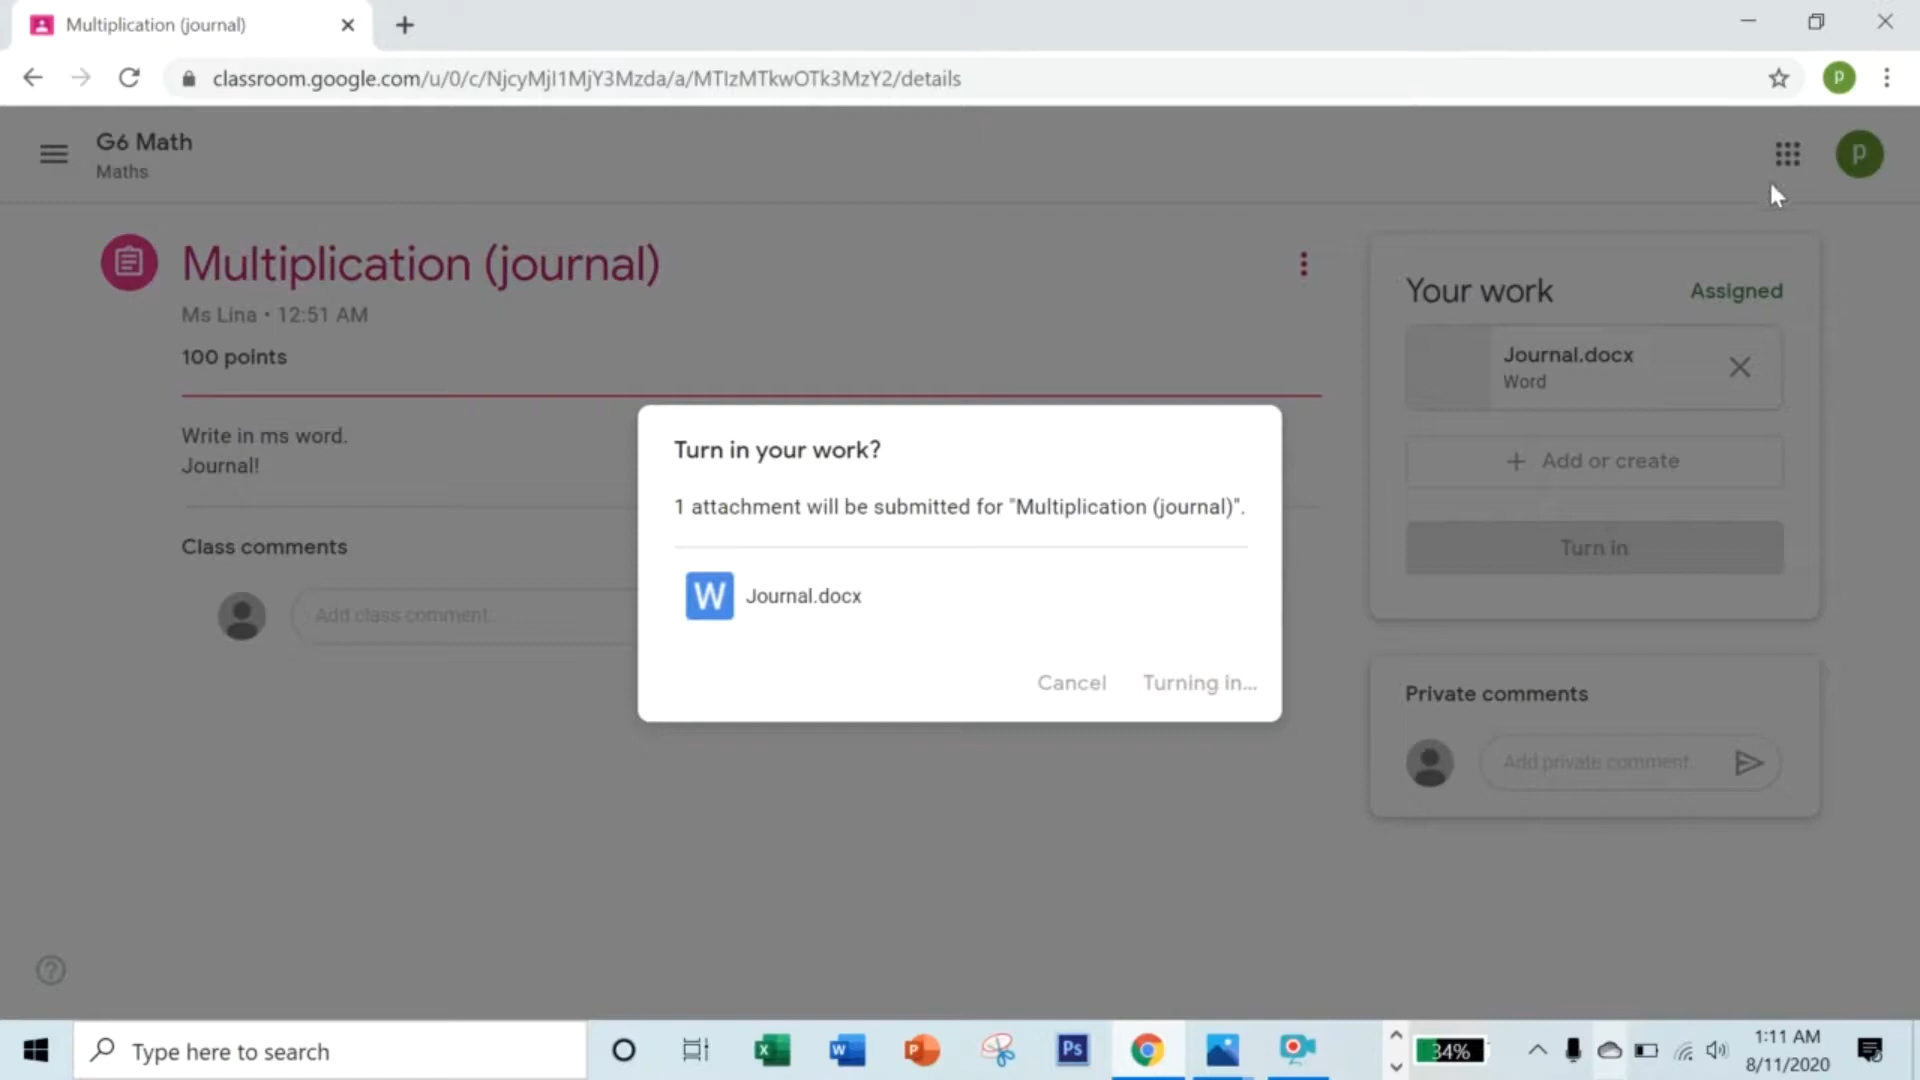 Multiplication (journal)
classroom.google.com/u/0/c/NjcyMjI1MjY3Mzda/a/MTIzMTkwOTk3MzY2/details
P
G6 Math
Maths
p
Multiplication (journal)
Ms Lina • 12:51 AM
100 points
Write in ms word.
Journal!
Class comments
Add class comment...
Your work
Assigned
Journal.docx
Word
+ Add or create
Turn in
Private comments
Add private comment...
Turn in your work?
1 attachment will be submitted for "Multiplication (journal)".
W Journal.docx
Cancel Turning in...
Type here to search
Ps
34%
1:11 AM
8/11/2020